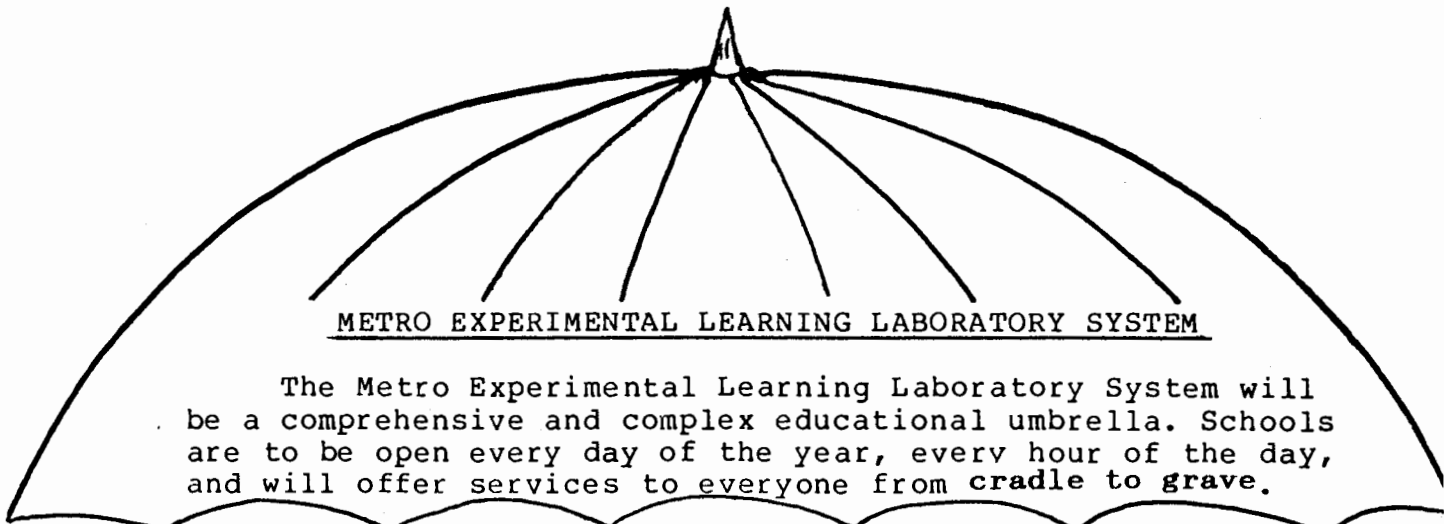 METRO EXPERIMENTAL LEARNING LABORATORY SYSTEM
The Metro Experimental Learning Laboratory System will
be a comprehensive and complex educational umbrella. Schools
are to be open every day of the year, every hour of the day,
and will offer services to everyone from cradle to grave.